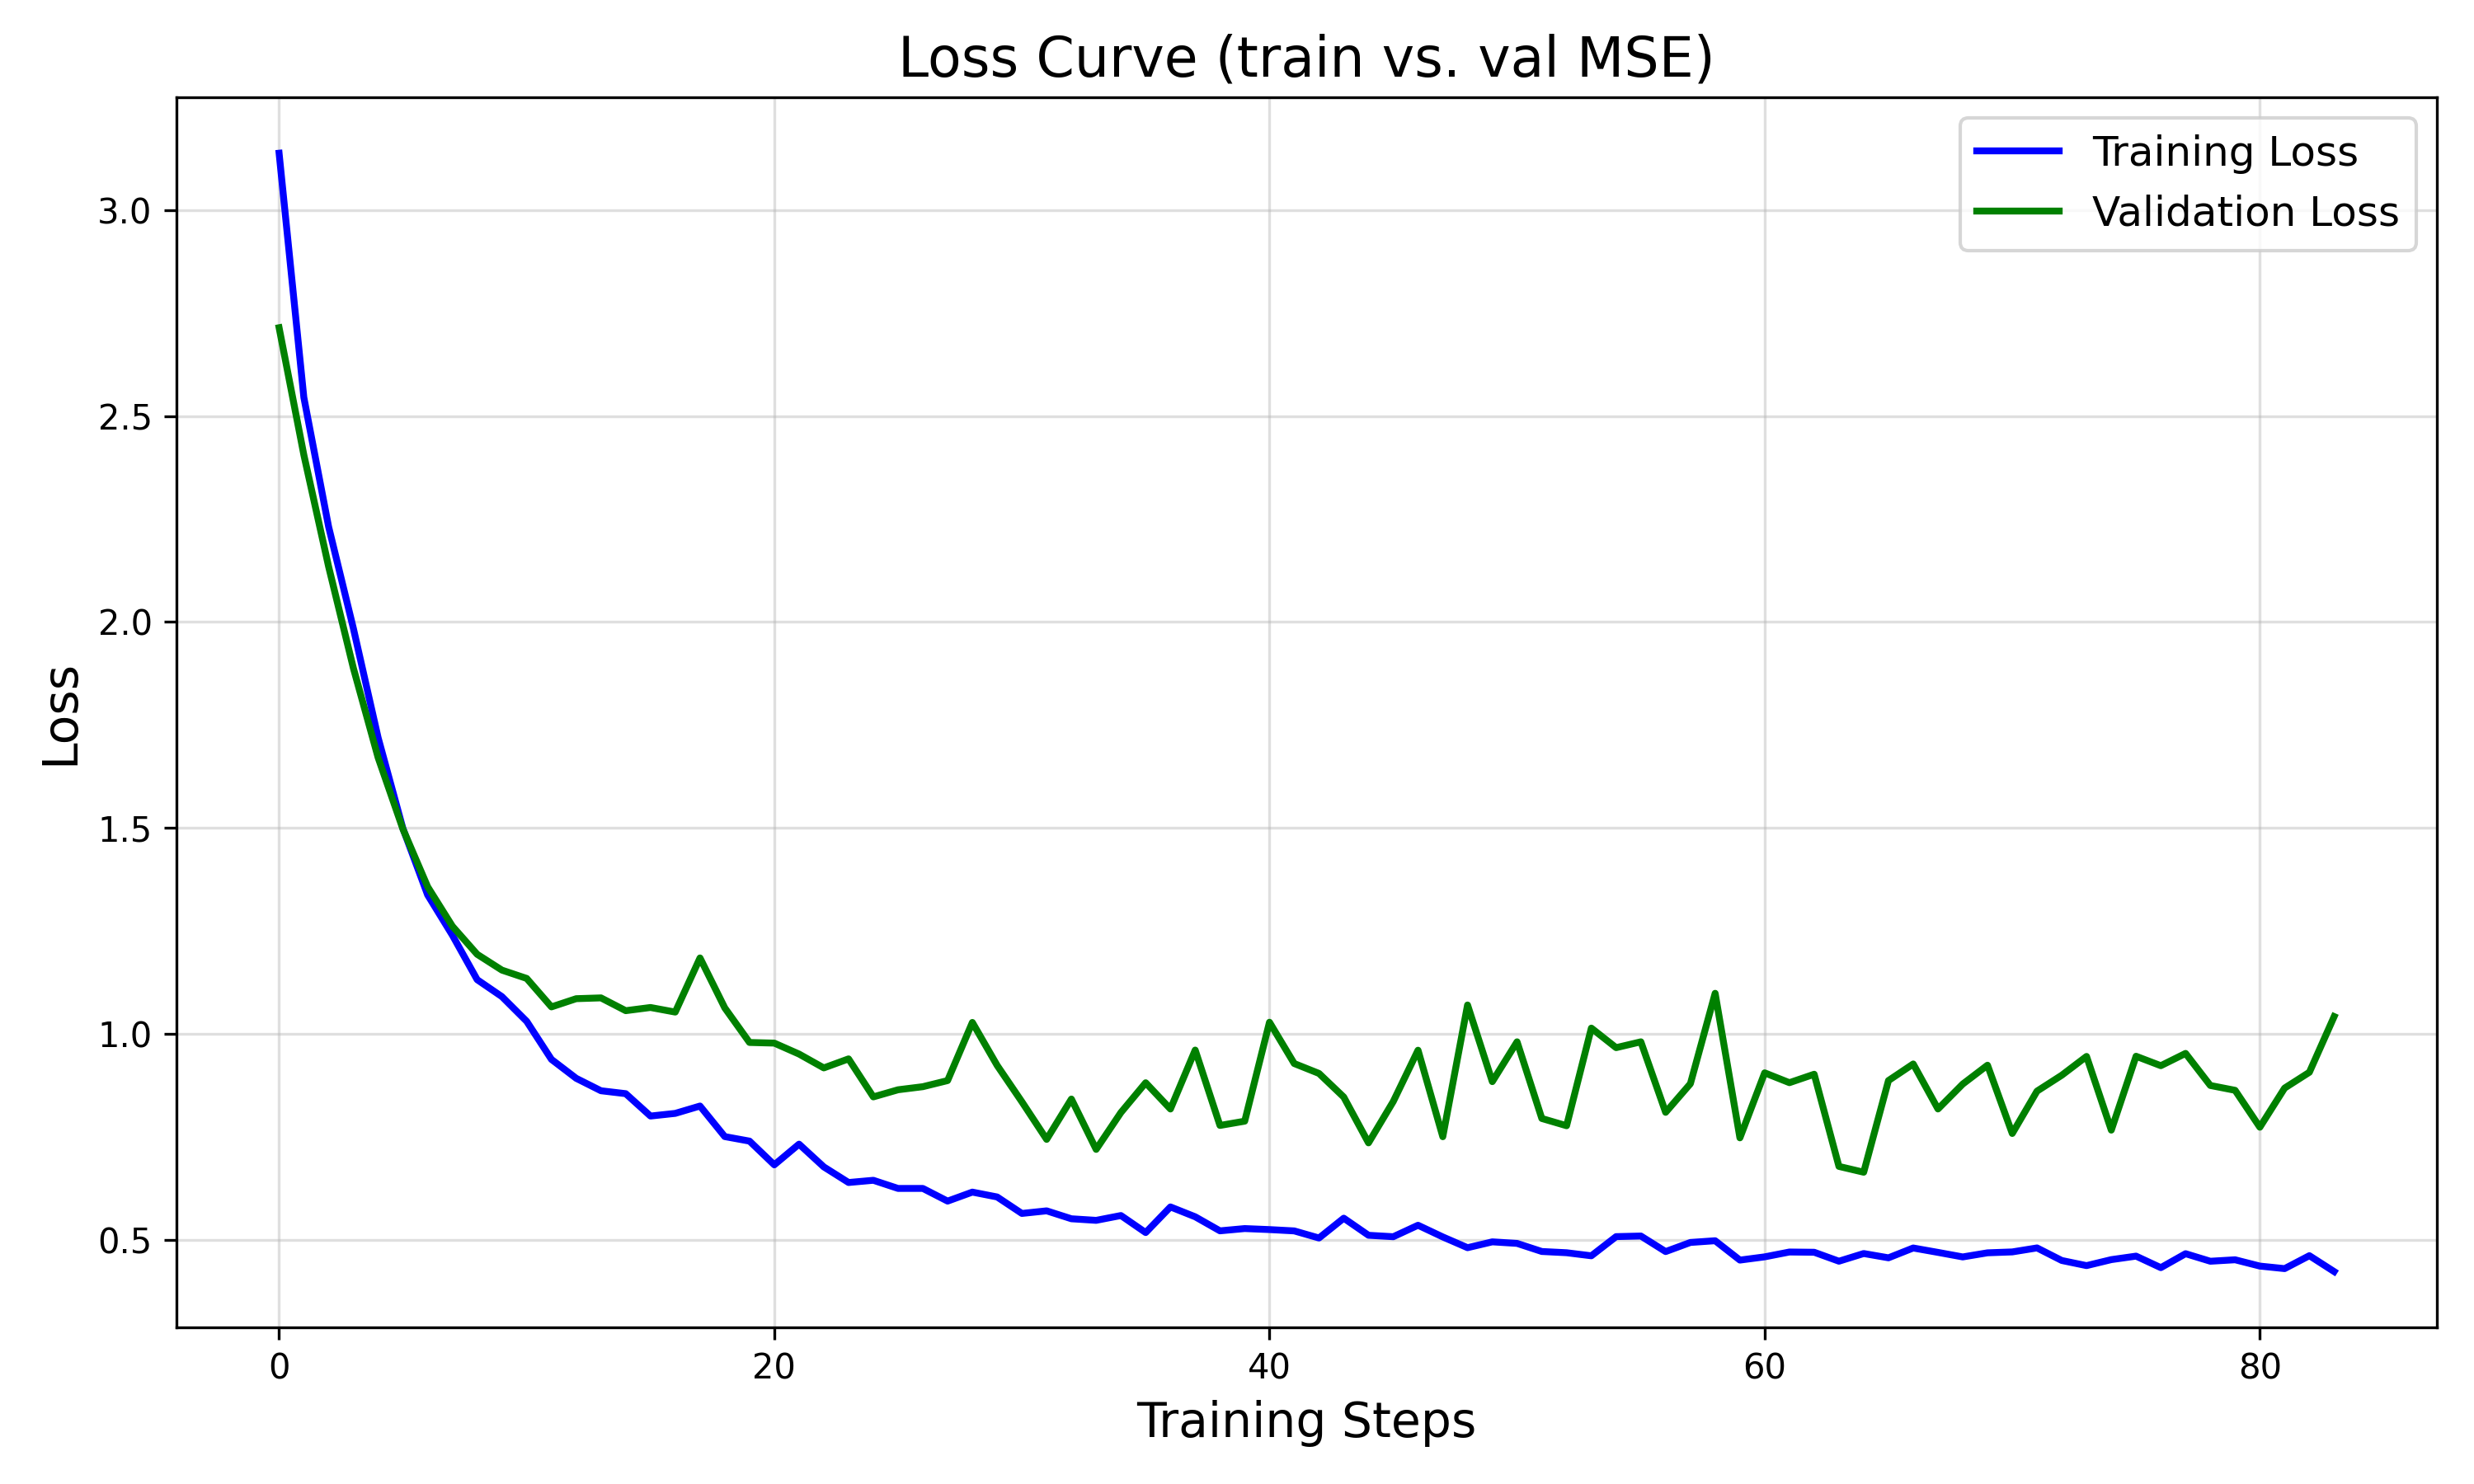 Loss Curve (train vs. val MSE)
Training Loss
Validation Loss
3.0
2.5
2.0
1.5
1.0
0.5
Loss
0 20 40 60 80
Training Steps